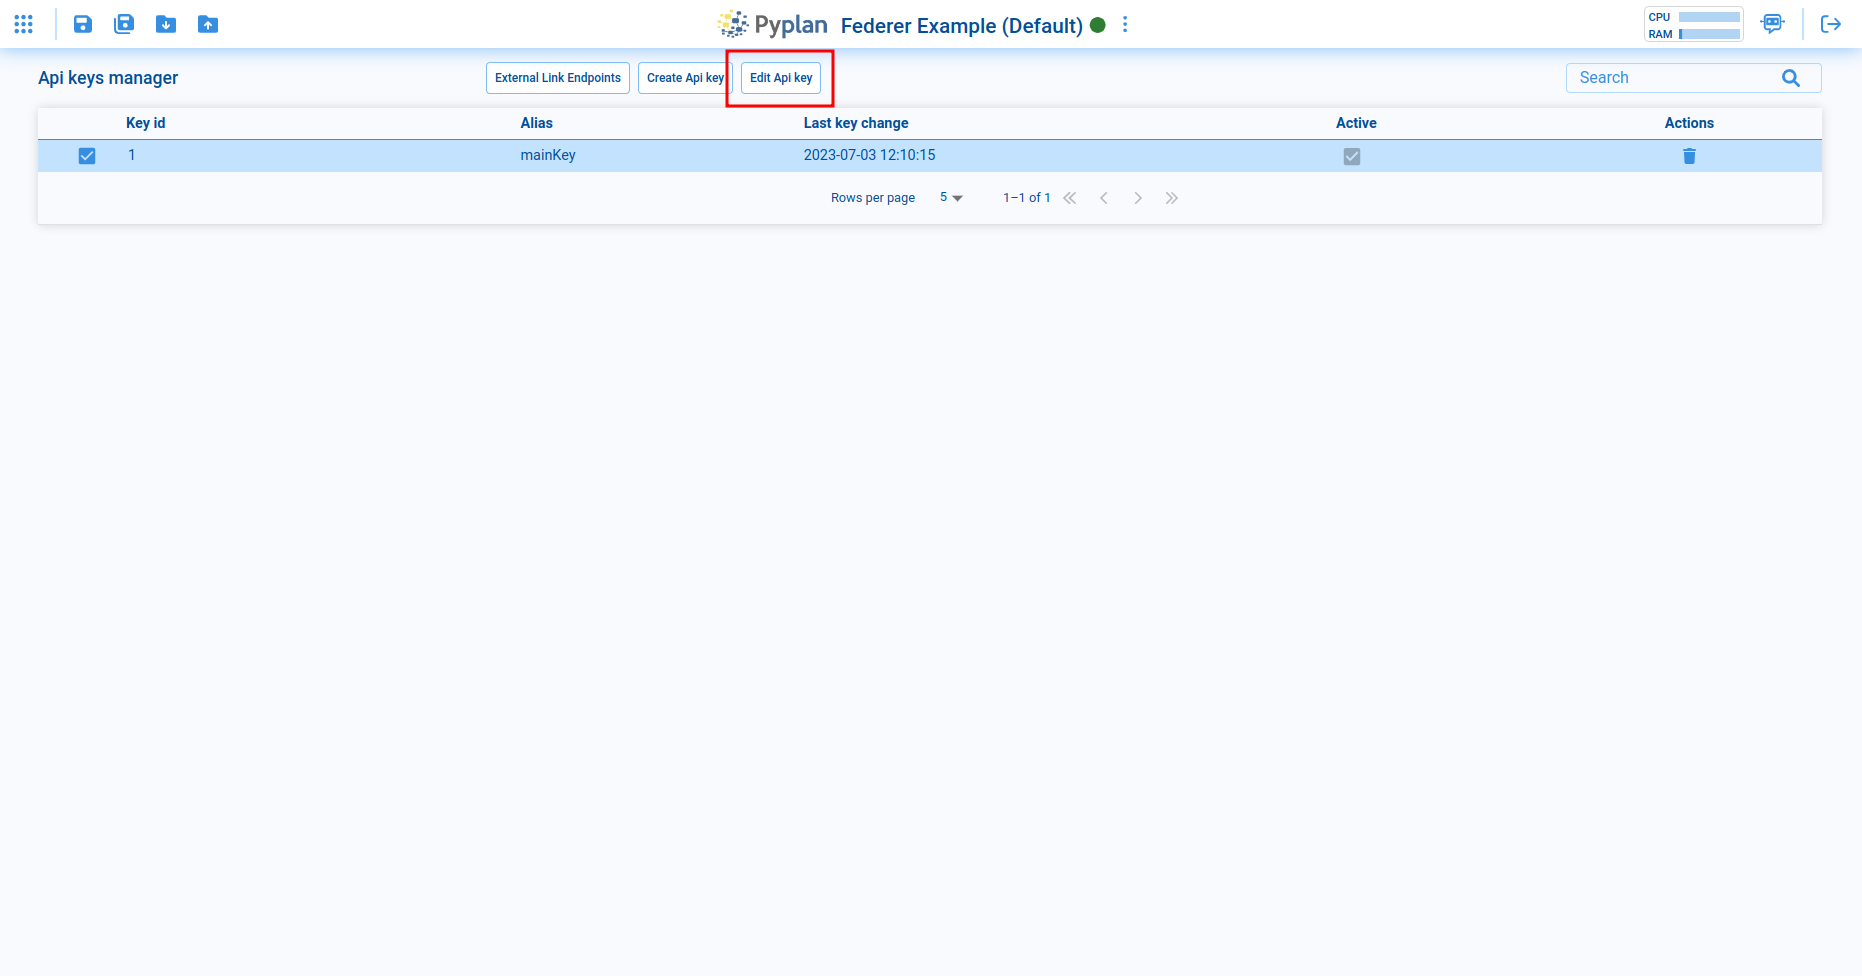 Pyplan Federer Example (Default)
CPU
RAM
Api keys manager
External Link Endpoints
Create Api key
Edit Api key
Search
Key id Alias Last key change Active Actions
1 mainKey 2023-07-03 12:10:15
Rows per page 5 1–1 of 1